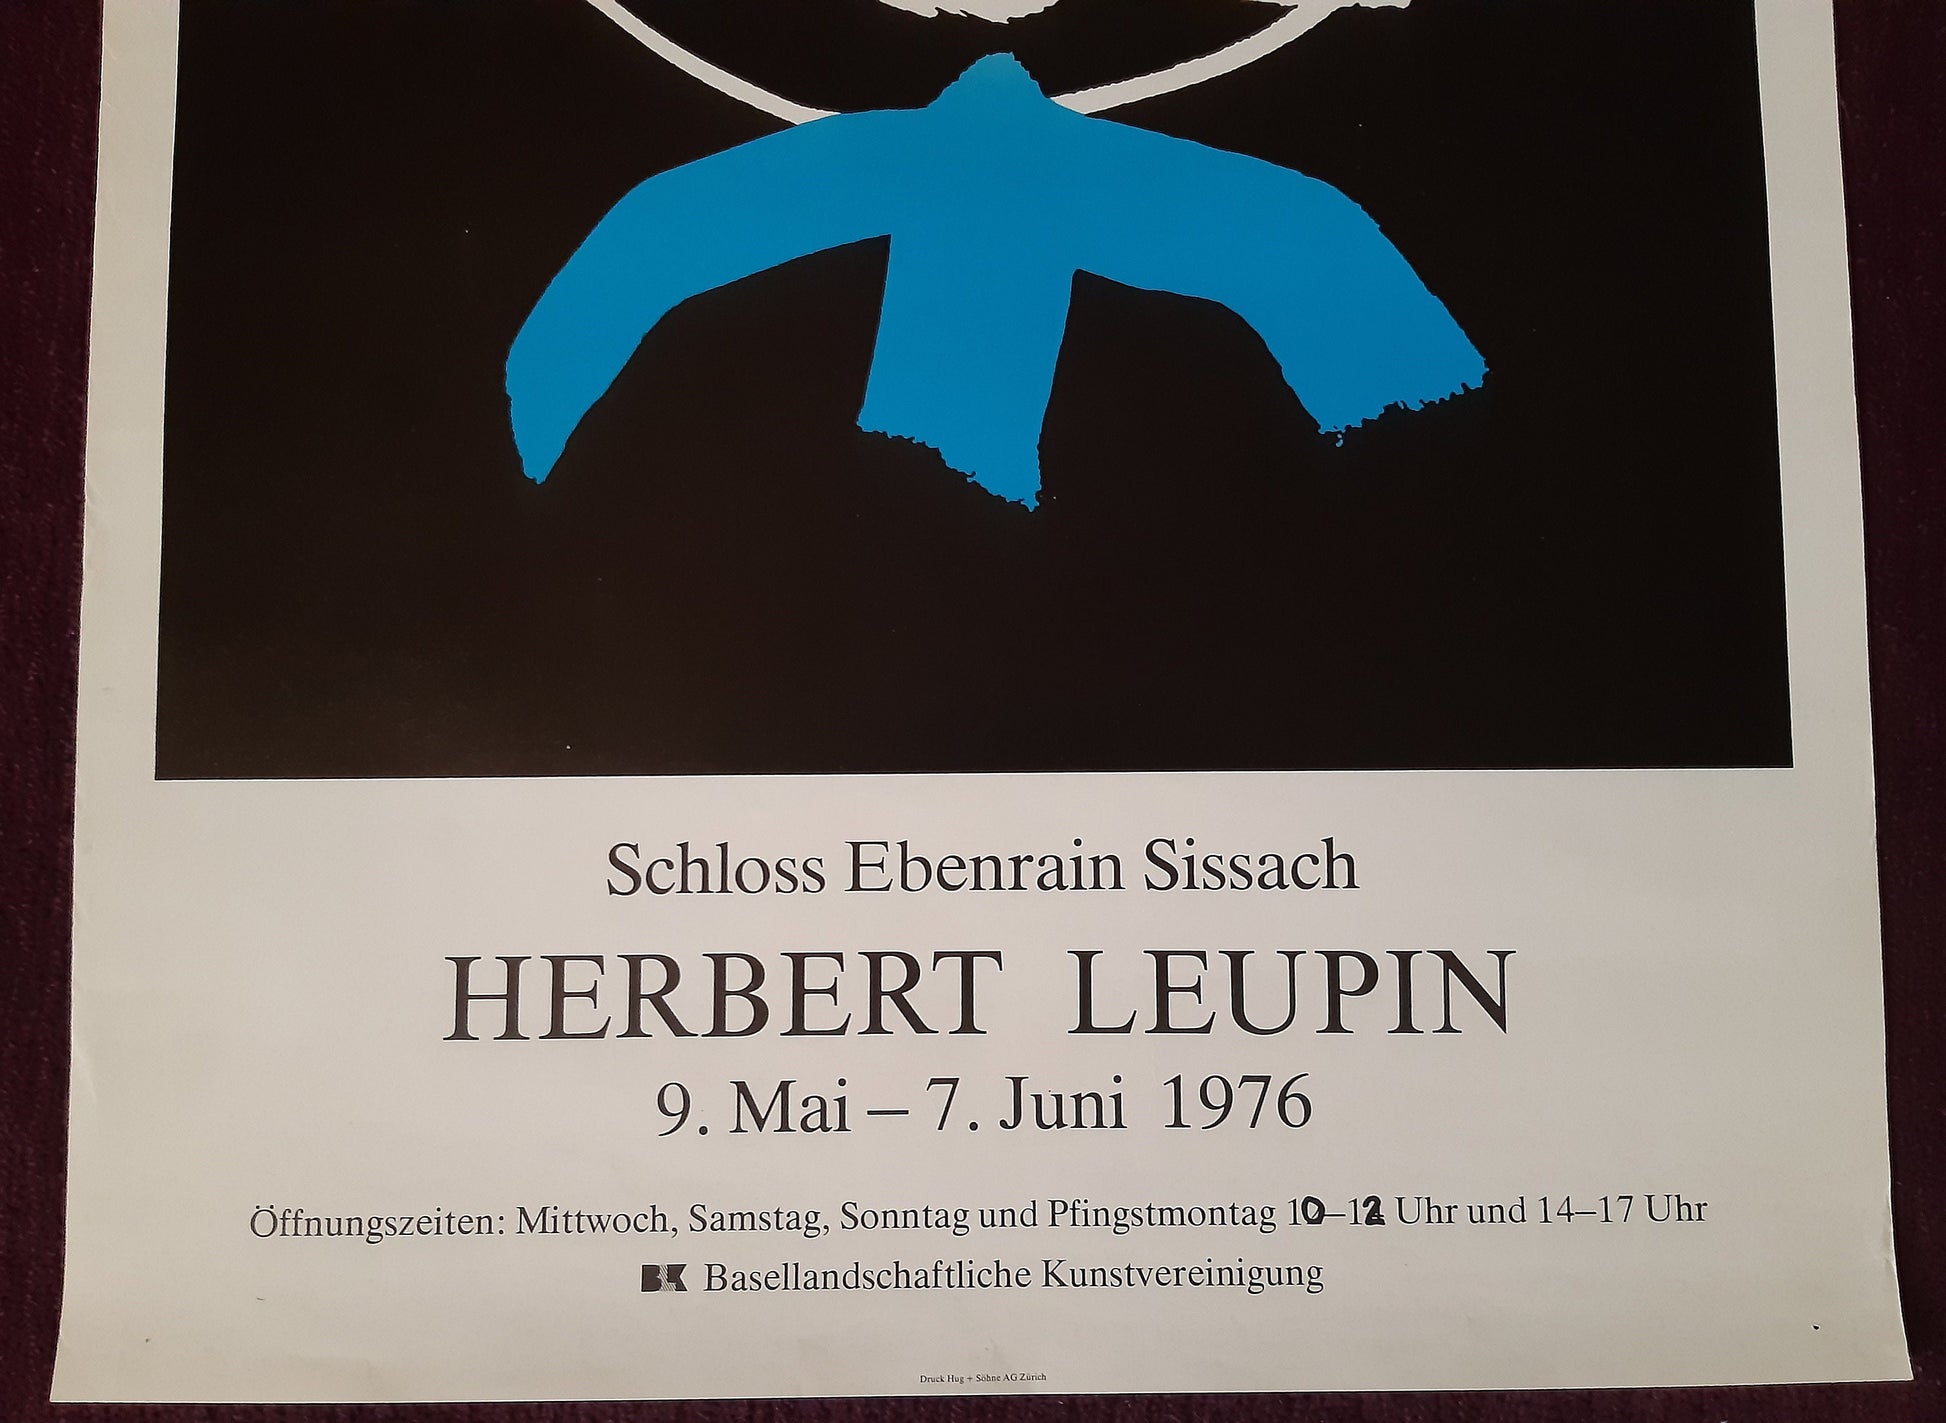 Schloss Ebenrain Sissach
HERBERT LEUPIN
9. Mai – 7. Juni 1976
Öffnungszeiten: Mittwoch, Samstag, Sonntag und Pfingstmontag 10–12 Uhr und 14–17 Uhr
BK Basellandschaftliche Kunstvereinigung
Druck Hug + Söhne AG Zürich